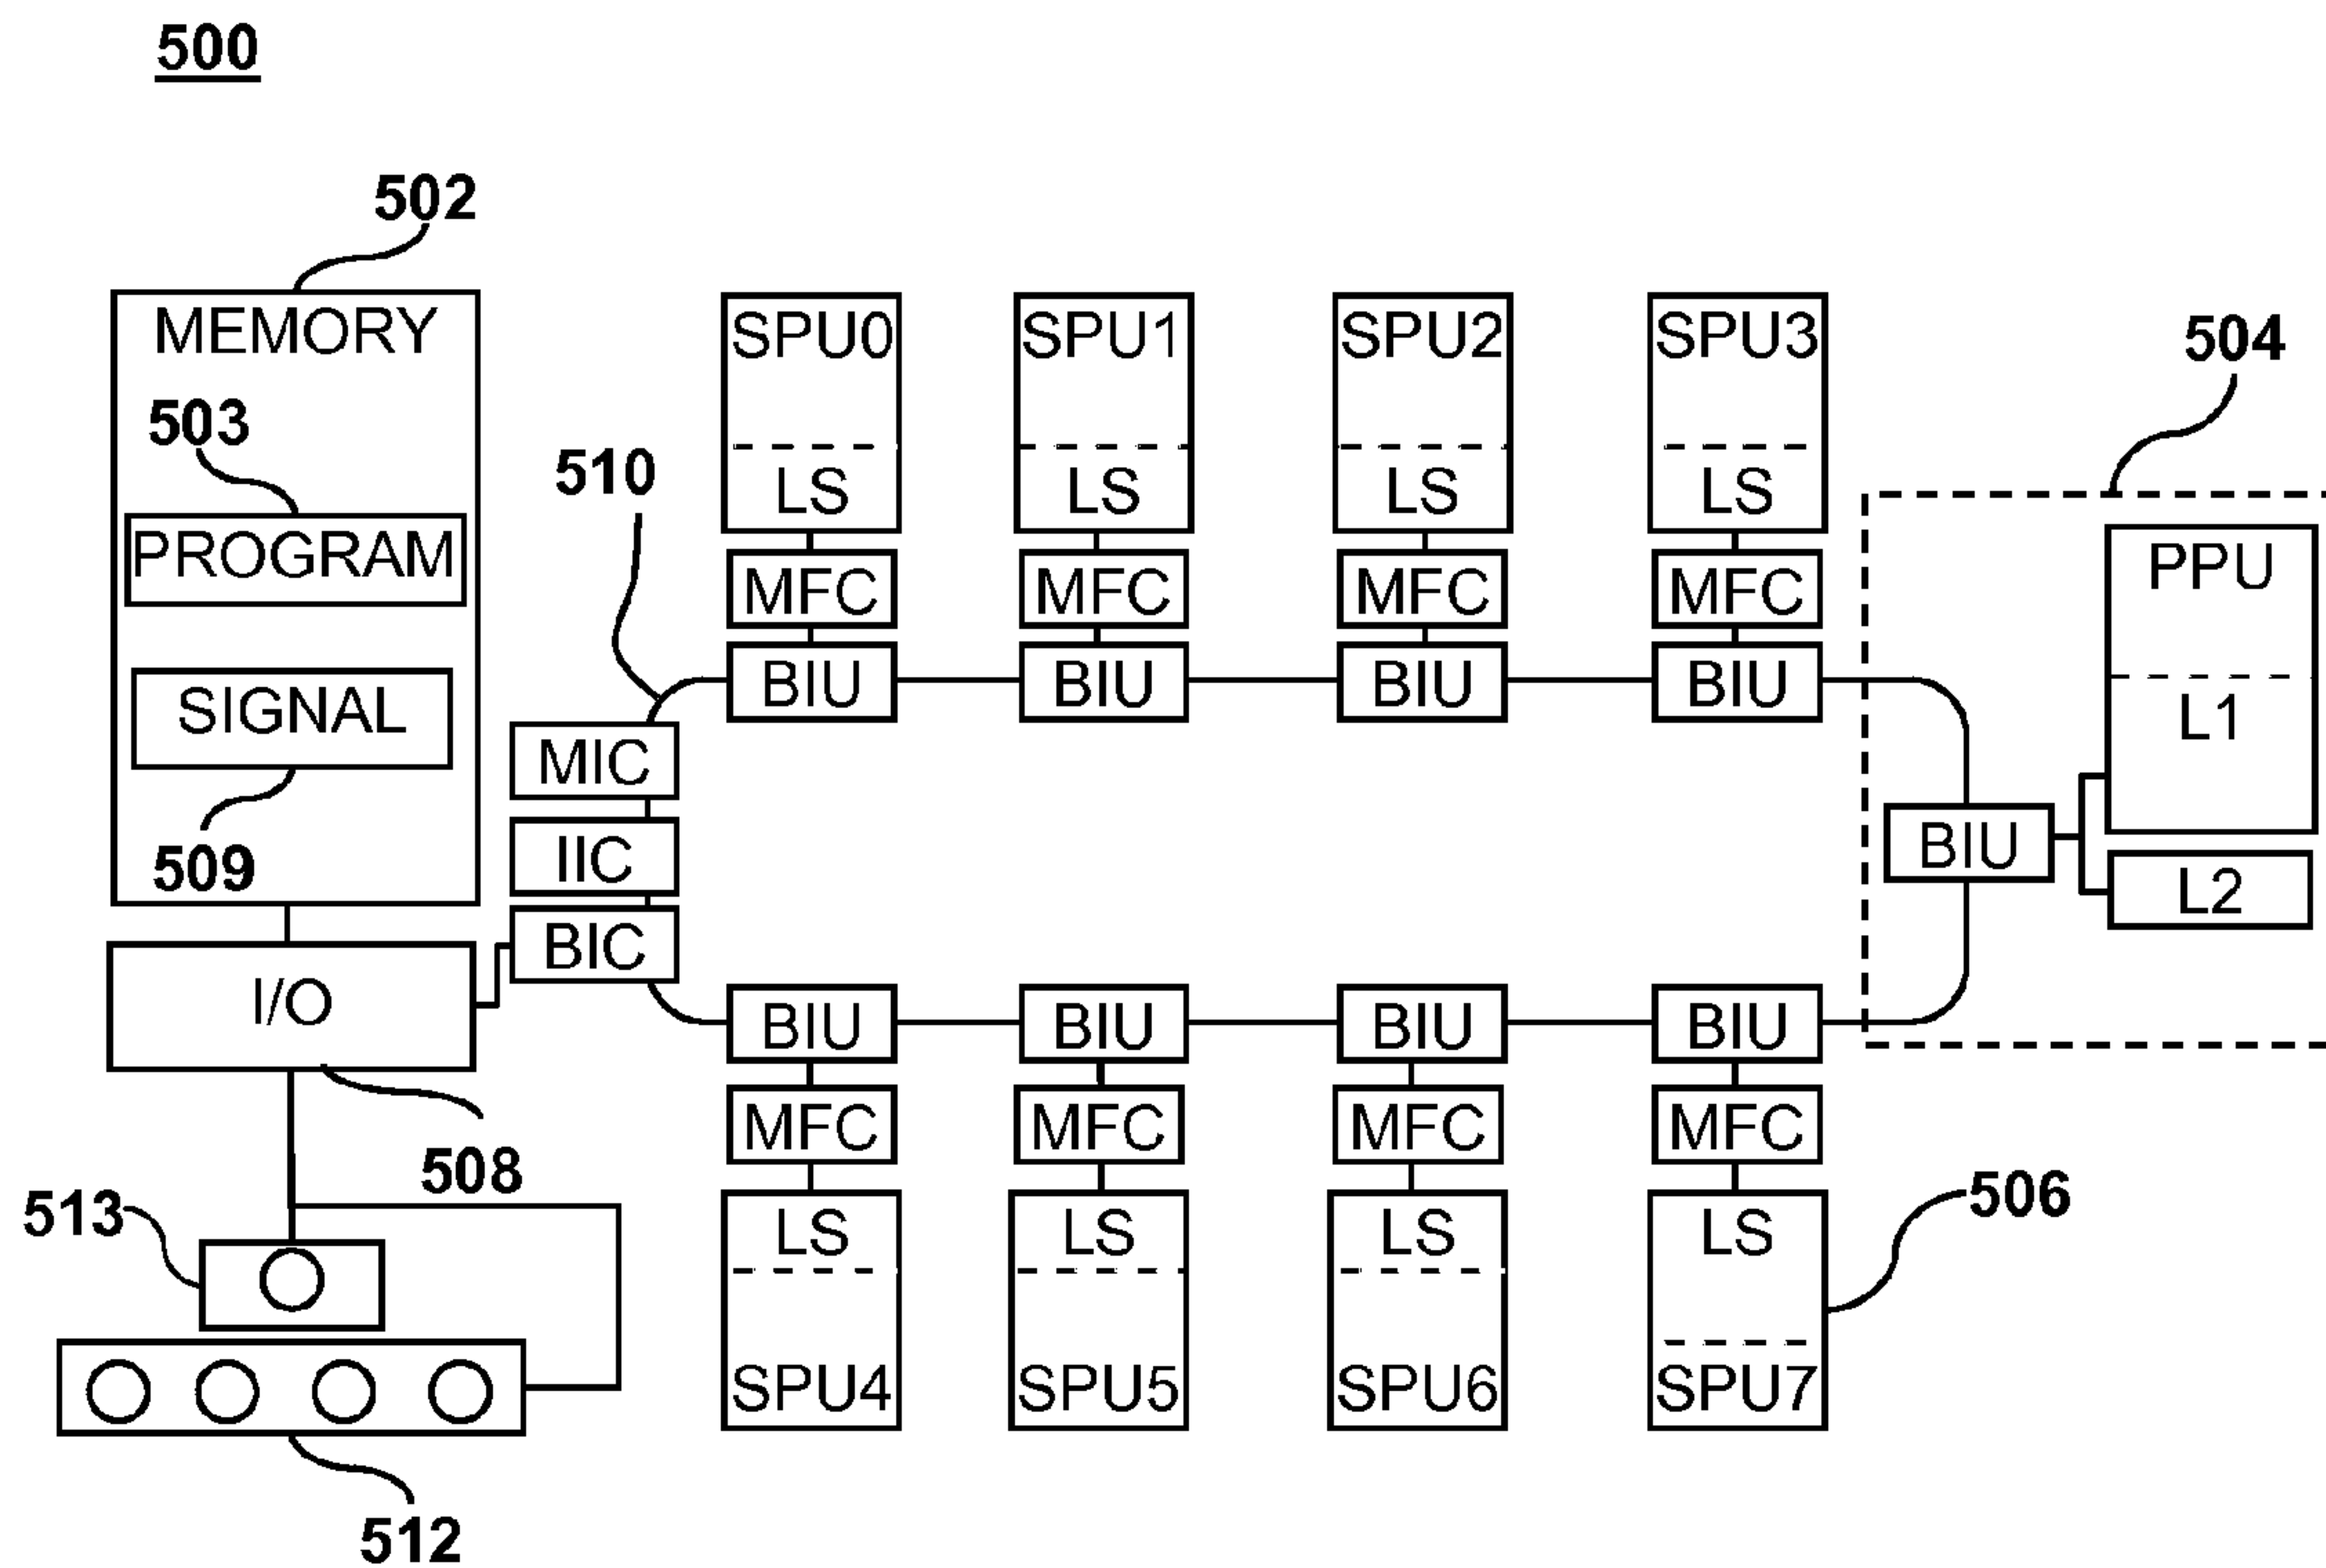 500
502
MEMORY
503
PROGRAM
SIGNAL
509
I/O
508
513
512
510
MIC
IIC
BIC
SPU0 SPU1 SPU2 SPU3
LS LS LS LS
MFC MFC MFC MFC
BIU BIU BIU BIU
504
PPU
L1
BIU
L2
BIU BIU BIU BIU
MFC MFC MFC MFC
LS LS LS LS
SPU4 SPU5 SPU6 SPU7
506